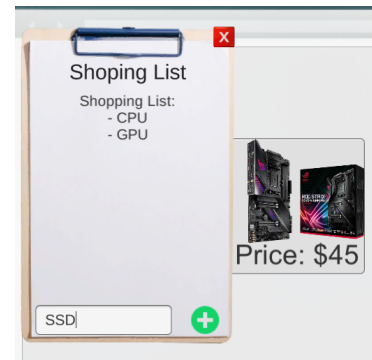 X
Shoping List
Shopping List:
- CPU
- GPU
Price: $45
SSD